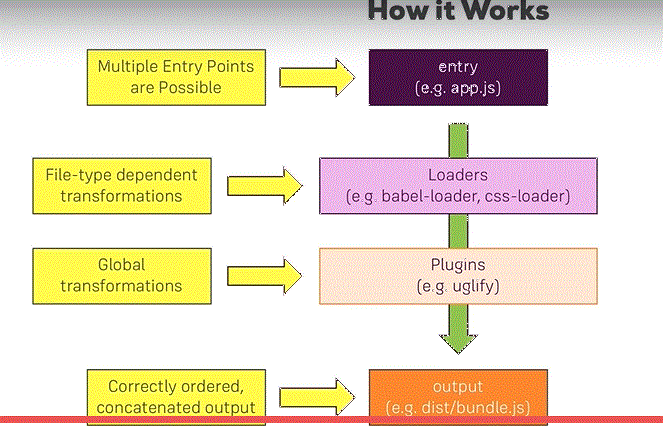 How it Works
Multiple Entry Points
are Possible
entry
(e.g. app.js)
File-type dependent
transformations
Loaders
(e.g. babel-loader, css-loader)
Global
transformations
Plugins
(e.g. uglify)
Correctly ordered,
concatenated output
output
(e.g. dist/bundle.js)